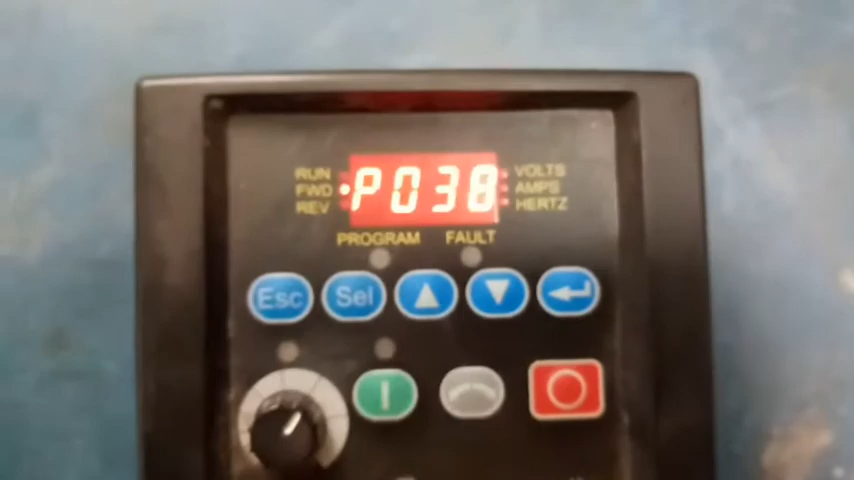 RUN
FWD
REV
P038
VOLTS
AMPS
HERTZ
PROGRAM FAULT
Esc Sel